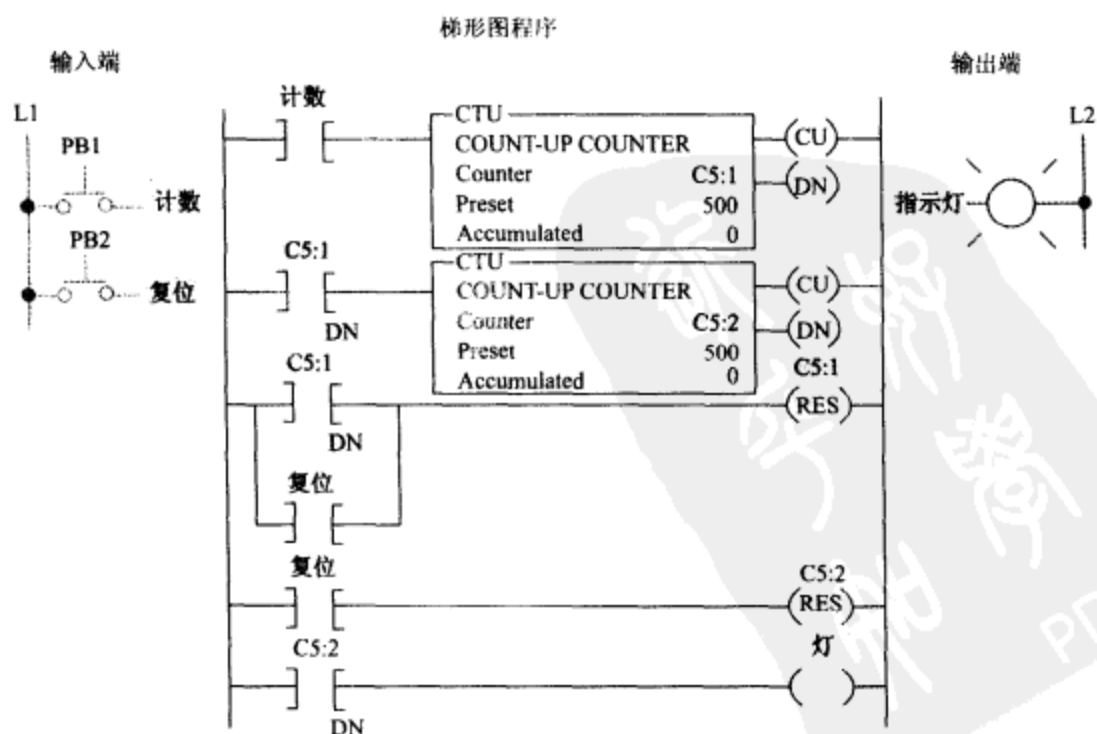 梯形图程序
输入端
输出端
L1
L2
PB1
计数
PB2
复位
指示灯
计数
CTU
COUNT-UP COUNTER
Counter C5:1
Preset 500
Accumulated 0
CU
DN
C5:1
DN
CTU
COUNT-UP COUNTER
Counter C5:2
Preset 500
Accumulated 0
CU
DN
C5:1
DN
C5:1
RES
复位
复位
C5:2
RES
C5:2
DN
灯